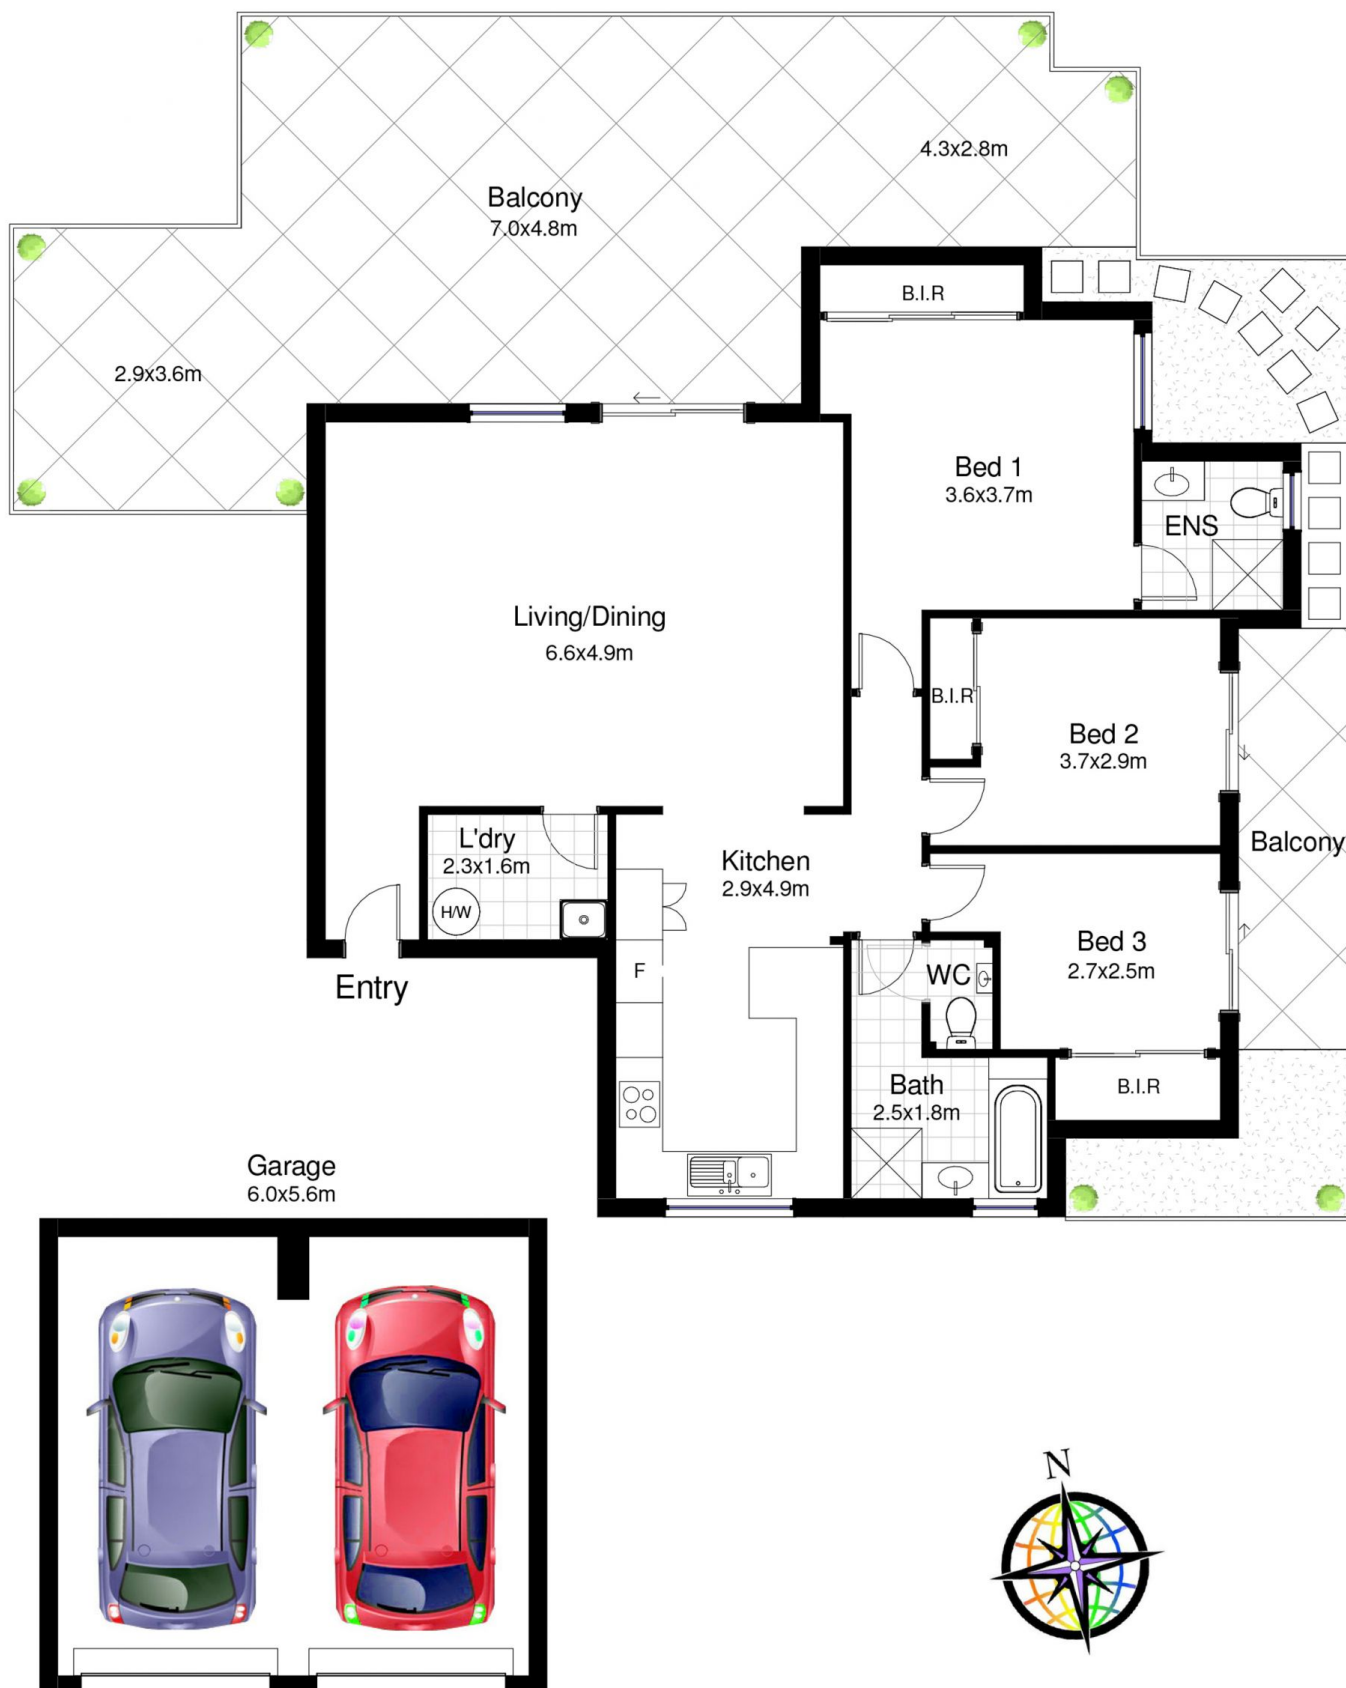 4.3x2.8m
Balcony
7.0x4.8m
B.I.R
2.9x3.6m
Bed 1
3.6x3.7m
ENS
Living/Dining
6.6x4.9m
B.I.R
Bed 2
3.7x2.9m
L'dry
2.3x1.6m
Kitchen
2.9x4.9m
Balcony
H/W
Bed 3
2.7x2.5m
F
WC
Entry
Bath
2.5x1.8m
B.I.R
Garage
6.0x5.6m
N